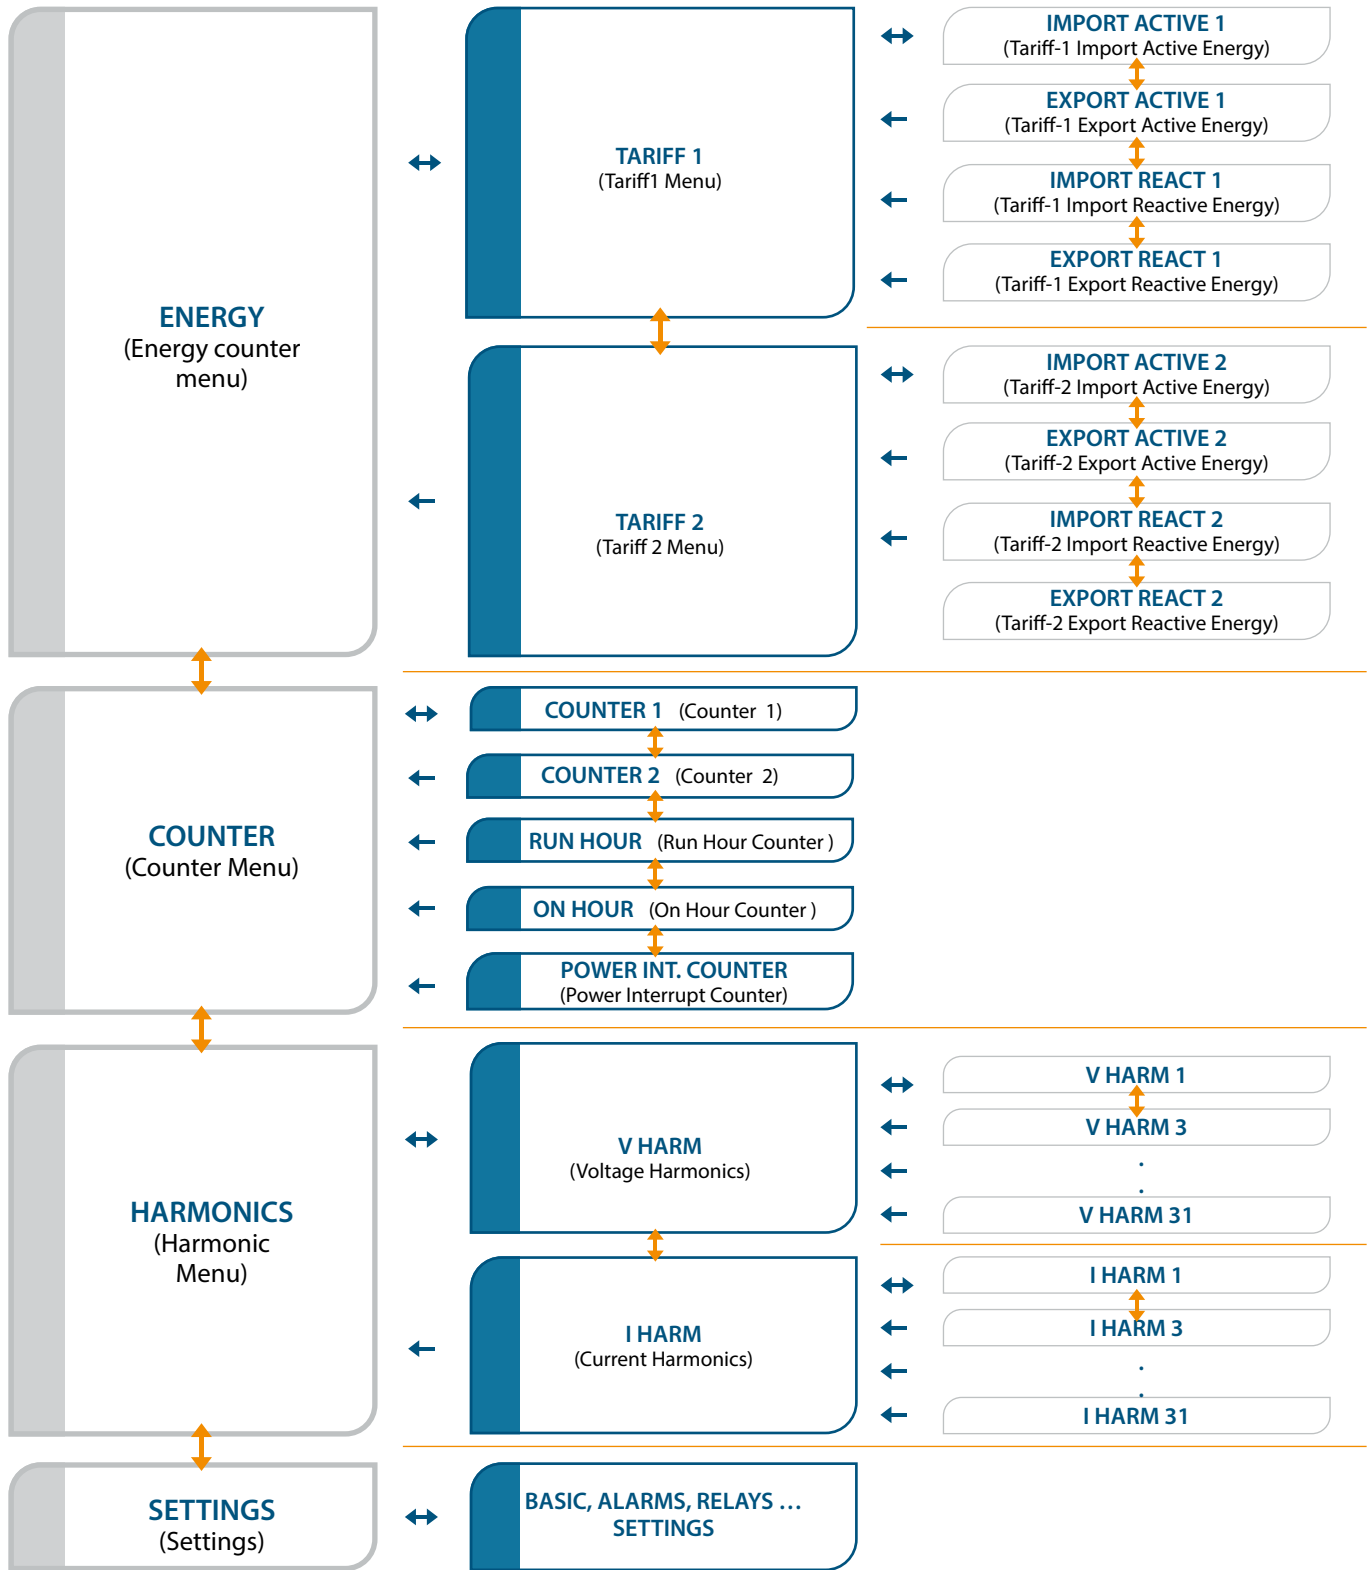 ENERGY
(Energy counter
menu)
TARIFF 1
(Tariff1 Menu)
IMPORT ACTIVE 1
(Tariff-1 Import Active Energy)
EXPORT ACTIVE 1
(Tariff-1 Export Active Energy)
IMPORT REACT 1
(Tariff-1 Import Reactive Energy)
EXPORT REACT 1
(Tariff-1 Export Reactive Energy)
TARIFF 2
(Tariff 2 Menu)
IMPORT ACTIVE 2
(Tariff-2 Import Active Energy)
EXPORT ACTIVE 2
(Tariff-2 Export Active Energy)
IMPORT REACT 2
(Tariff-2 Import Reactive Energy)
EXPORT REACT 2
(Tariff-2 Export Reactive Energy)
COUNTER
(Counter Menu)
COUNTER 1 (Counter 1)
COUNTER 2 (Counter 2)
RUN HOUR (Run Hour Counter )
ON HOUR (On Hour Counter )
POWER INT. COUNTER
(Power Interrupt Counter)
HARMONICS
(Harmonic
Menu)
V HARM
(Voltage Harmonics)
V HARM 1
V HARM 3
.
.
V HARM 31
I HARM
(Current Harmonics)
I HARM 1
I HARM 3
.
.
I HARM 31
SETTINGS
(Settings)
BASIC, ALARMS, RELAYS …
SETTINGS